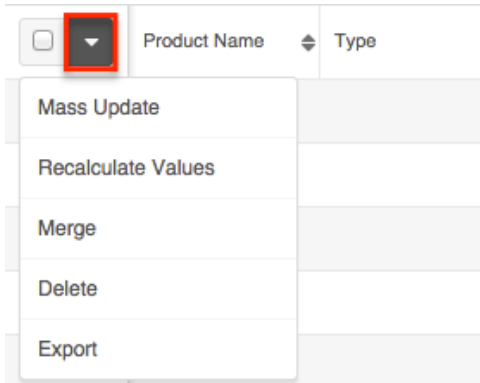 Product Name Type
Mass Update
Recalculate Values
Merge
Delete
Export